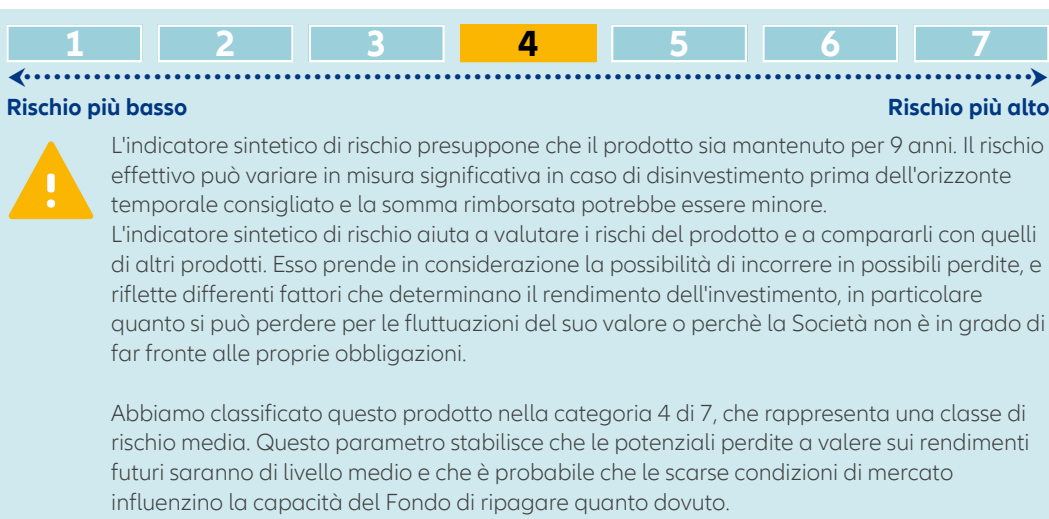 1 2 3 4 5 6 7
Rischio più basso Rischio più alto
L'indicatore sintetico di rischio presuppone che il prodotto sia mantenuto per 9 anni. Il rischio
effettivo può variare in misura significativa in caso di disinvestimento prima dell'orizzonte
temporale consigliato e la somma rimborsata potrebbe essere minore.
L'indicatore sintetico di rischio aiuta a valutare i rischi del prodotto e a compararli con quelli
di altri prodotti. Esso prende in considerazione la possibilità di incorrere in possibili perdite, e
riflette differenti fattori che determinano il rendimento dell'investimento, in particolare
quanto si può perdere per le fluttuazioni del suo valore o perchè la Società non è in grado di
far fronte alle proprie obbligazioni.
Abbiamo classificato questo prodotto nella categoria 4 di 7, che rappresenta una classe di
rischio media. Questo parametro stabilisce che le potenziali perdite a valere sui rendimenti
futuri saranno di livello medio e che è probabile che le scarse condizioni di mercato
influenzino la capacità del Fondo di ripagare quanto dovuto.